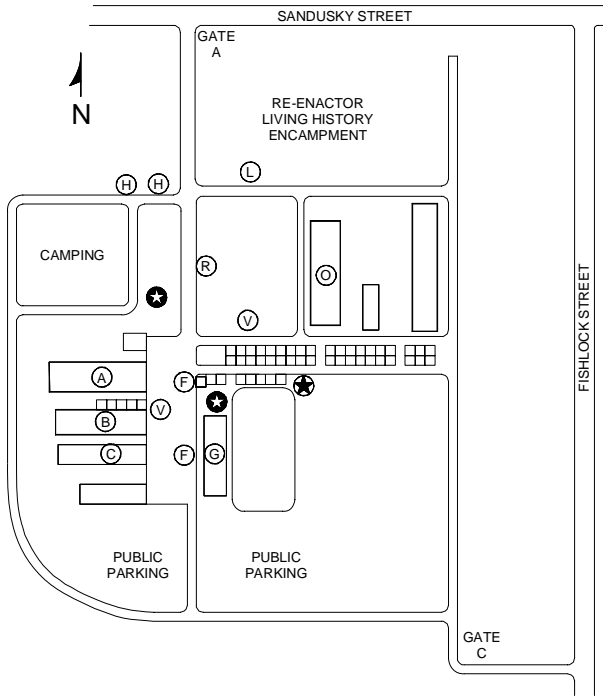 SANDUSKY STREET
GATE
A
N
RE-ENACTOR
LIVING HISTORY
ENCAMPMENT
L
H
H
CAMPING
R
O
V
FISHLOCK STREET
A
F
V
B
C
F
G
PUBLIC
PARKING
PUBLIC
PARKING
GATE
C